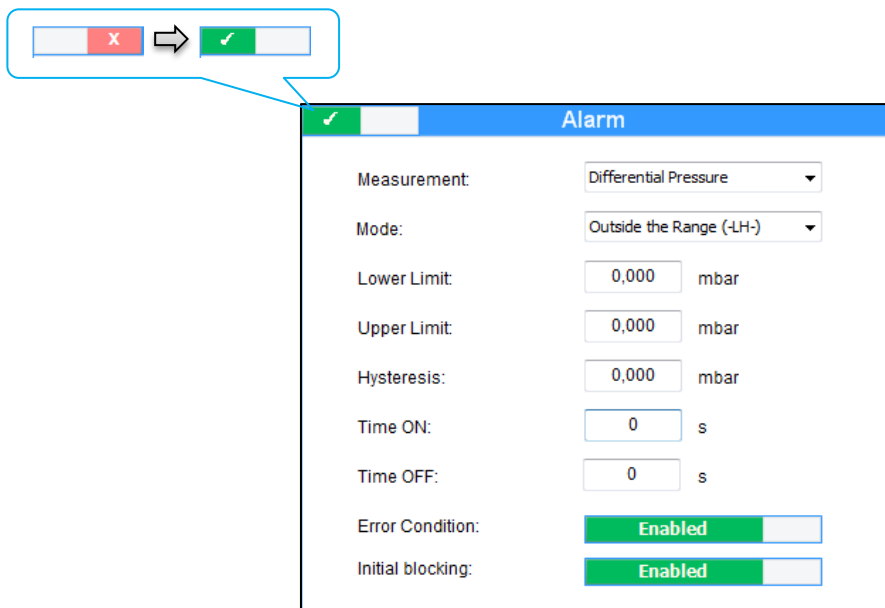 X ✓
✓ Alarm
Measurement: Differential Pressure
Mode: Outside the Range (-LH-)
Lower Limit: 0,000 mbar
Upper Limit: 0,000 mbar
Hysteresis: 0,000 mbar
Time ON: 0 s
Time OFF: 0 s
Error Condition: Enabled
Initial blocking: Enabled